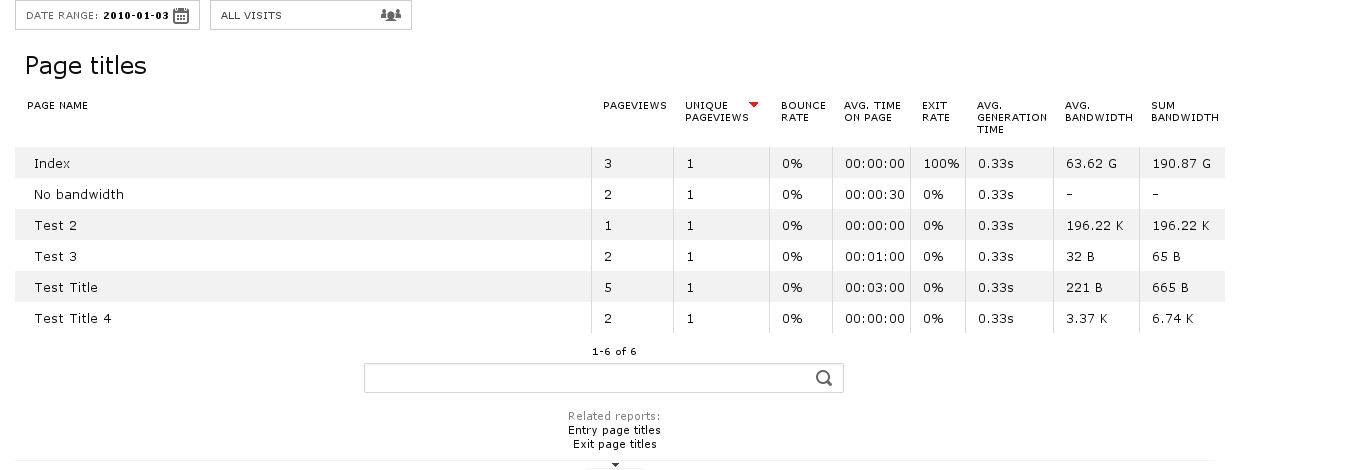 DATE RANGE: 2010-01-03 ALL VISITS
Page titles
PAGE NAME PAGEVIEWS UNIQUE PAGEVIEWS BOUNCE RATE AVG. TIME ON PAGE EXIT RATE AVG. GENERATION TIME AVG. BANDWIDTH SUM BANDWIDTH
Index 3 1 0% 00:00:00 100% 0.33s 63.62 G 190.87 G
No bandwidth 2 1 0% 00:00:30 0% 0.33s – –
Test 2 1 1 0% 00:00:00 0% 0.33s 196.22 K 196.22 K
Test 3 2 1 0% 00:01:00 0% 0.33s 32 B 65 B
Test Title 5 1 0% 00:03:00 0% 0.33s 221 B 665 B
Test Title 4 2 1 0% 00:00:00 0% 0.33s 3.37 K 6.74 K
1-6 of 6
Related reports:
Entry page titles
Exit page titles